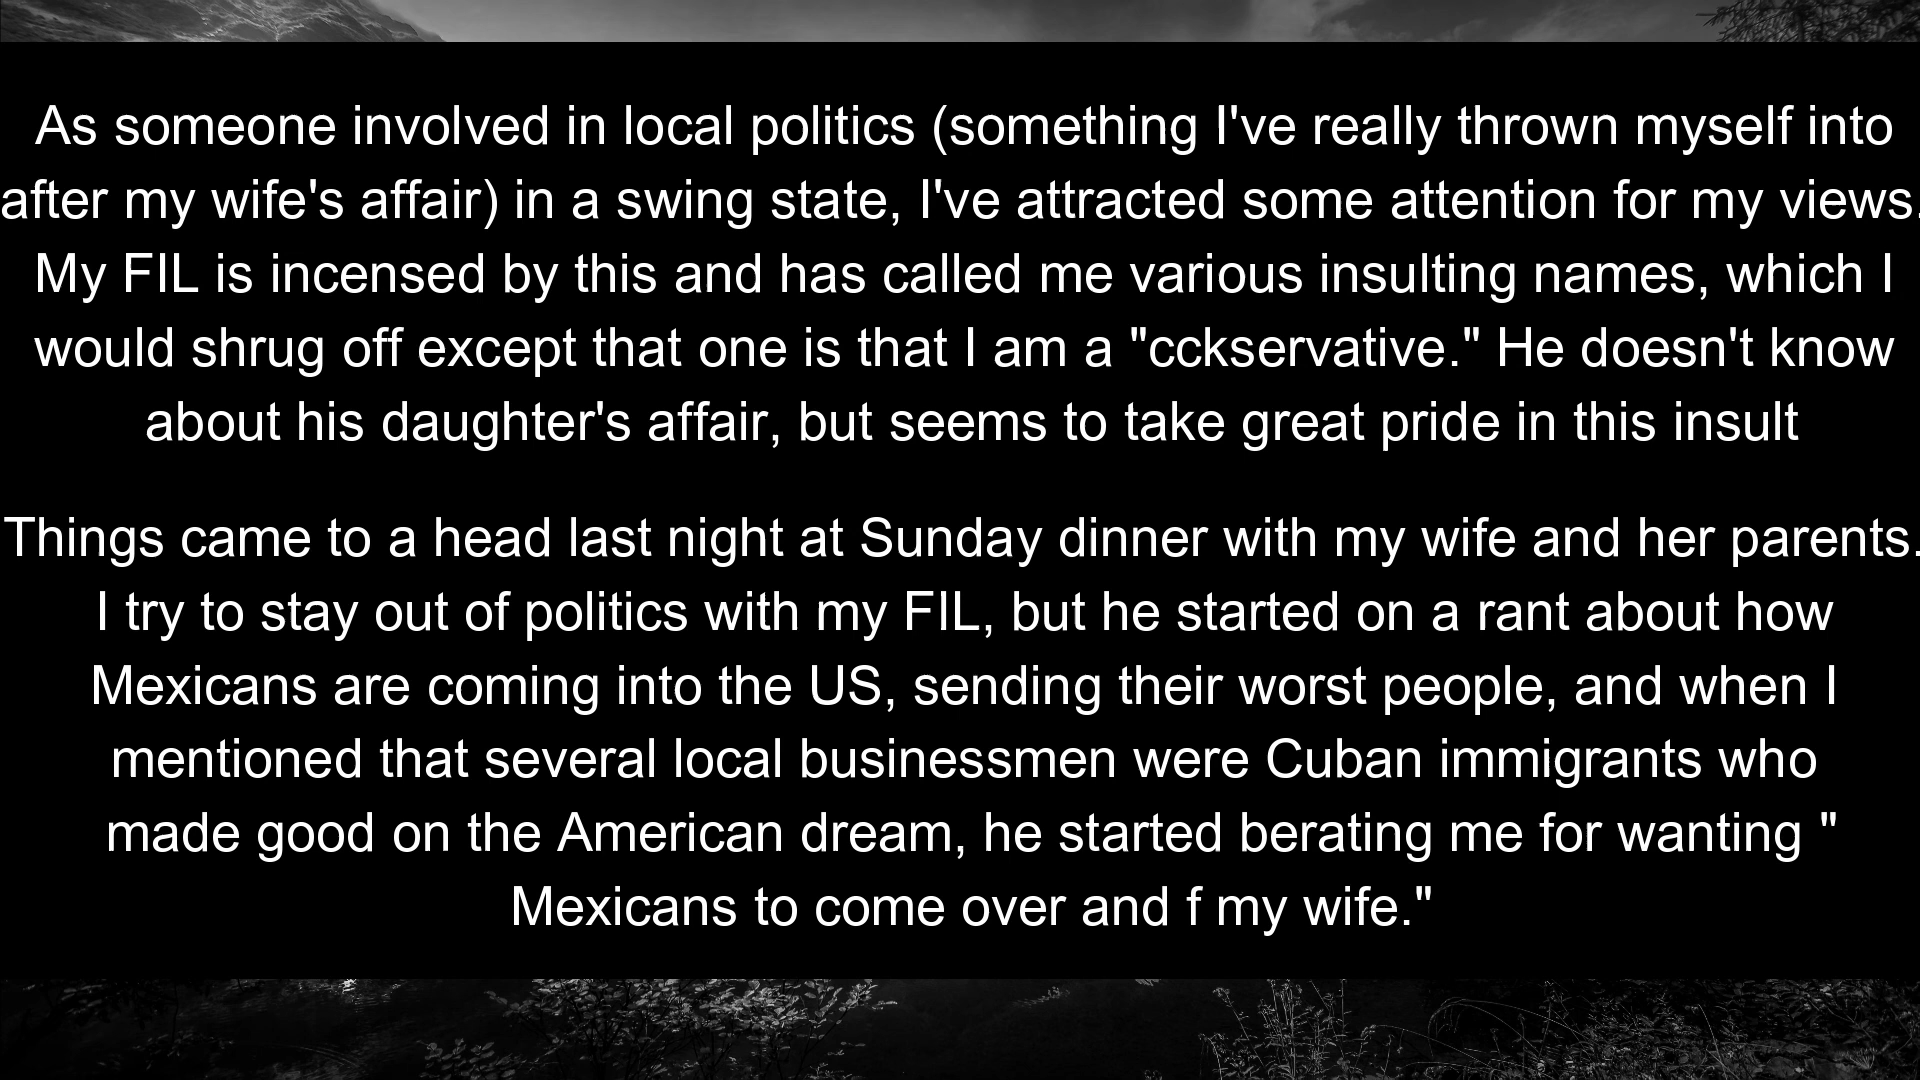 As someone involved in local politics (something I've really thrown myself into
after my wife's affair) in a swing state, I've attracted some attention for my views.
My FIL is incensed by this and has called me various insulting names, which I
would shrug off except that one is that I am a "cckservative." He doesn't know
about his daughter's affair, but seems to take great pride in this insult
Things came to a head last night at Sunday dinner with my wife and her parents.
I try to stay out of politics with my FIL, but he started on a rant about how
Mexicans are coming into the US, sending their worst people, and when I
mentioned that several local businessmen were Cuban immigrants who
made good on the American dream, he started berating me for wanting "
Mexicans to come over and f my wife."